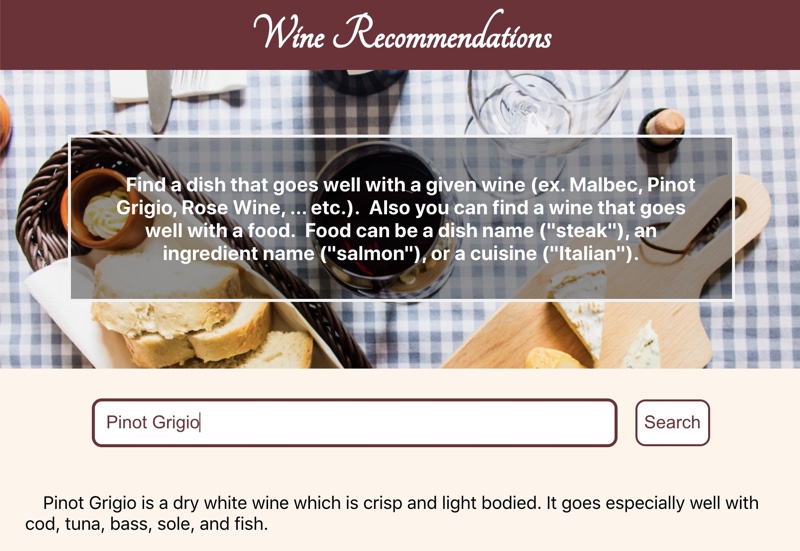 Wine Recommendations
Find a dish that goes well with a given wine (ex. Malbec, Pinot
Grigio, Rose Wine, ... etc.).  Also you can find a wine that goes
well with a food.  Food can be a dish name ("steak"), an
ingredient name ("salmon"), or a cuisine ("Italian").
Pinot Grigio
Search
Pinot Grigio is a dry white wine which is crisp and light bodied. It goes especially well with
cod, tuna, bass, sole, and fish.